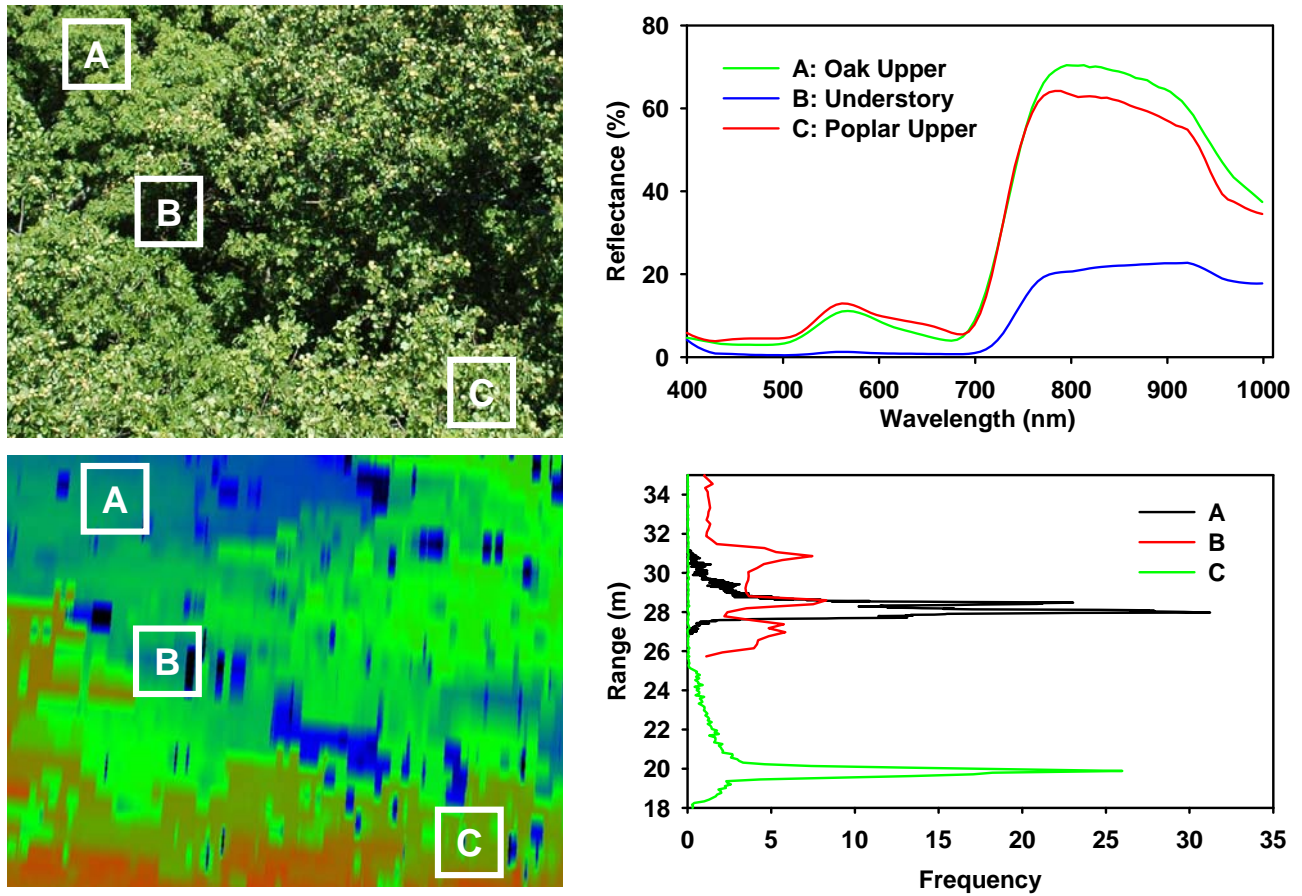 A
B
C
80
60
40
20
0
Reflectance (%)
A: Oak Upper
B: Understory
C: Poplar Upper
400 500 600 700 800 900 1000
Wavelength (nm)
A
B
C
34
32
30
28
26
24
22
20
18
Range (m)
A
B
C
0 5 10 15 20 25 30 35
Frequency